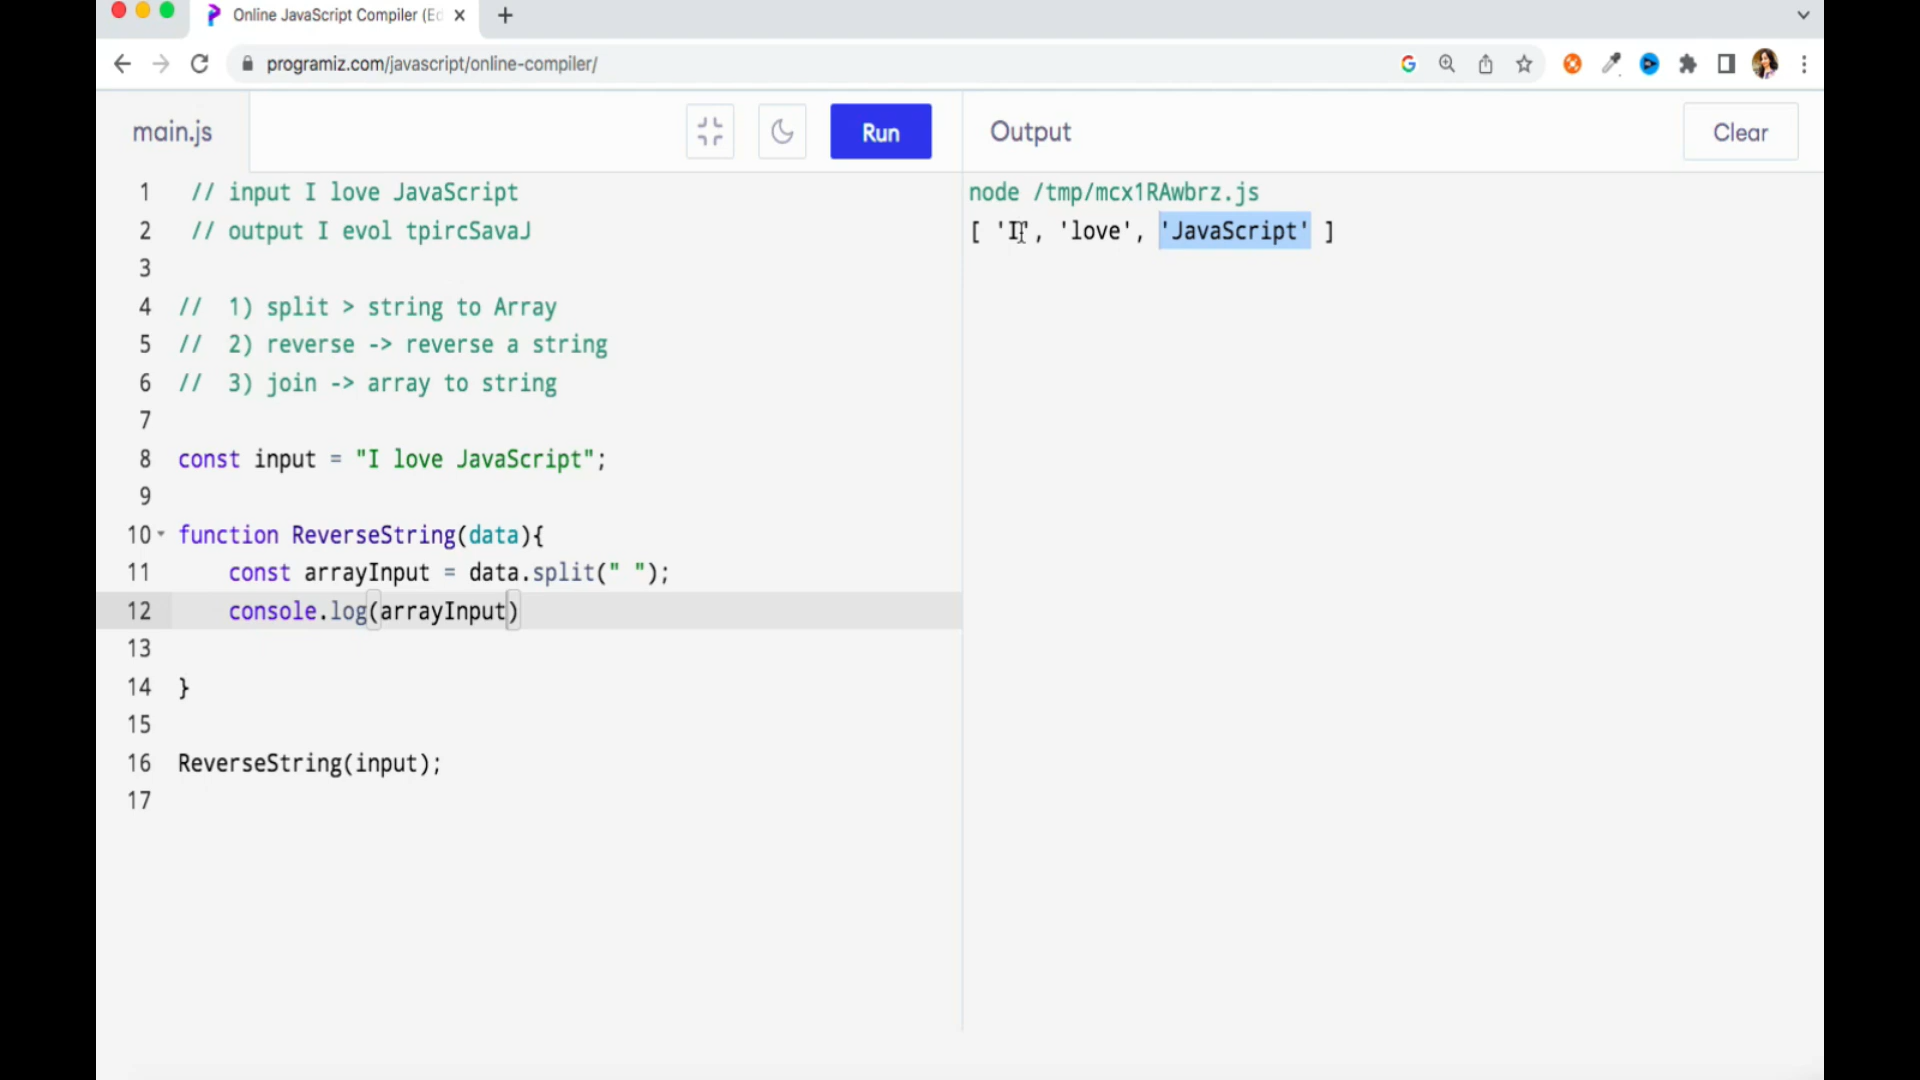 Online JavaScript Compiler (Ed
programiz.com/javascript/online-compiler/
main.js
Run
Output
Clear
1 // input I love JavaScript
2 // output I evol tpircSavaJ
3
4 // 1) split > string to Array
5 // 2) reverse -> reverse a string
6 // 3) join -> array to string
7
8 const input = "I love JavaScript";
9
10 function ReverseString(data){
11 const arrayInput = data.split(" ");
12 console.log(arrayInput)
13
14 }
15
16 ReverseString(input);
17
node /tmp/mcx1RAwbrz.js
[ 'I', 'love', 'JavaScript' ]